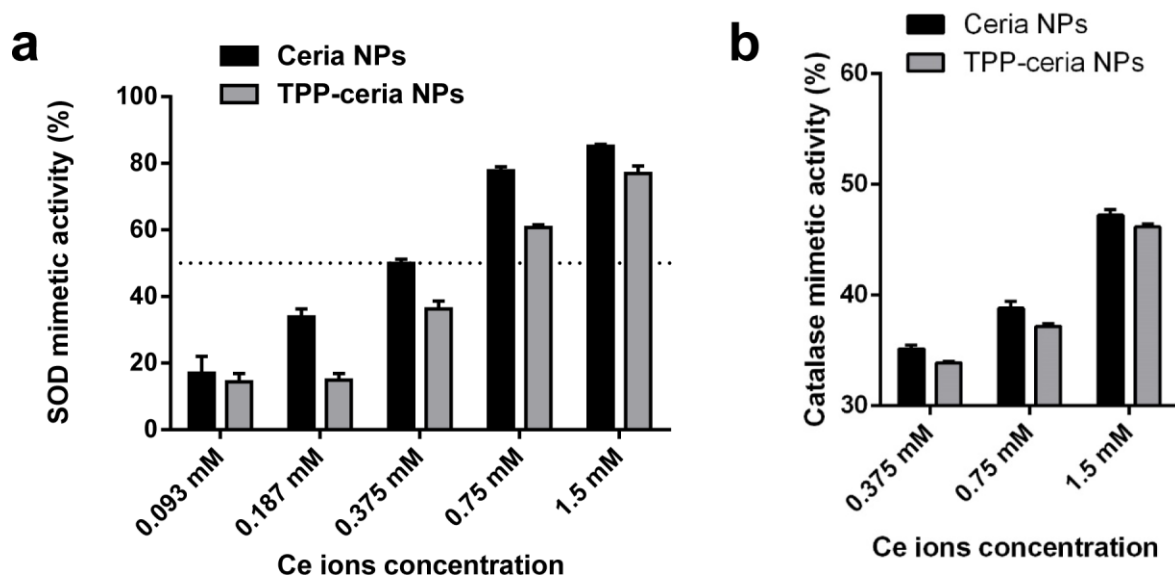 a
Ceria NPs
TPP-ceria NPs
SOD mimetic activity (%)
100
80
60
40
20
0
0.093 mM
0.187 mM
0.375 mM
0.75 mM
1.5 mM
Ce ions concentration
b
Ceria NPs
TPP-ceria NPs
Catalase mimetic activity (%)
60
50
40
30
0.375 mM
0.75 mM
1.5 mM
Ce ions concentration